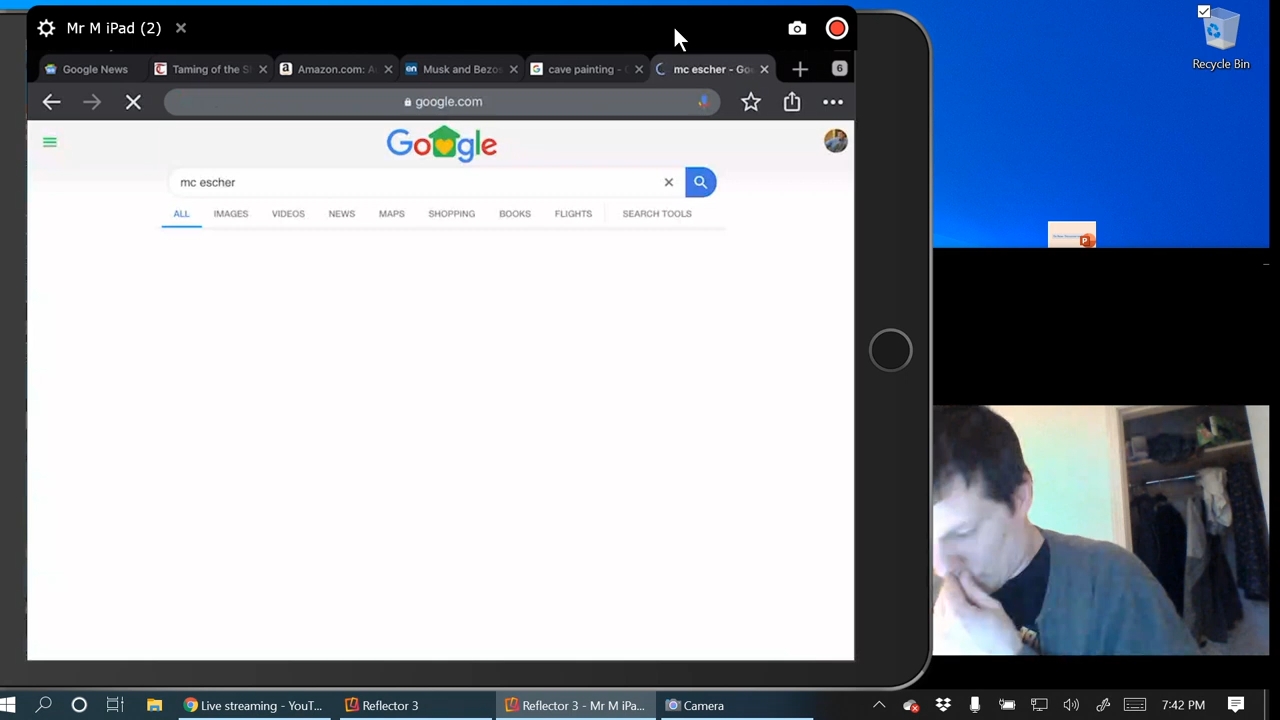 Mr M iPad (2)
Google News
Taming of the S
Amazon.com: A
Musk and Bezos
cave painting -
mc escher - Go
6
google.com
Google
mc escher
ALL IMAGES VIDEOS NEWS MAPS SHOPPING BOOKS FLIGHTS SEARCH TOOLS
Recycle Bin
Live streaming - YouT...
Reflector 3
Reflector 3 - Mr M iPa...
Camera
7:42 PM